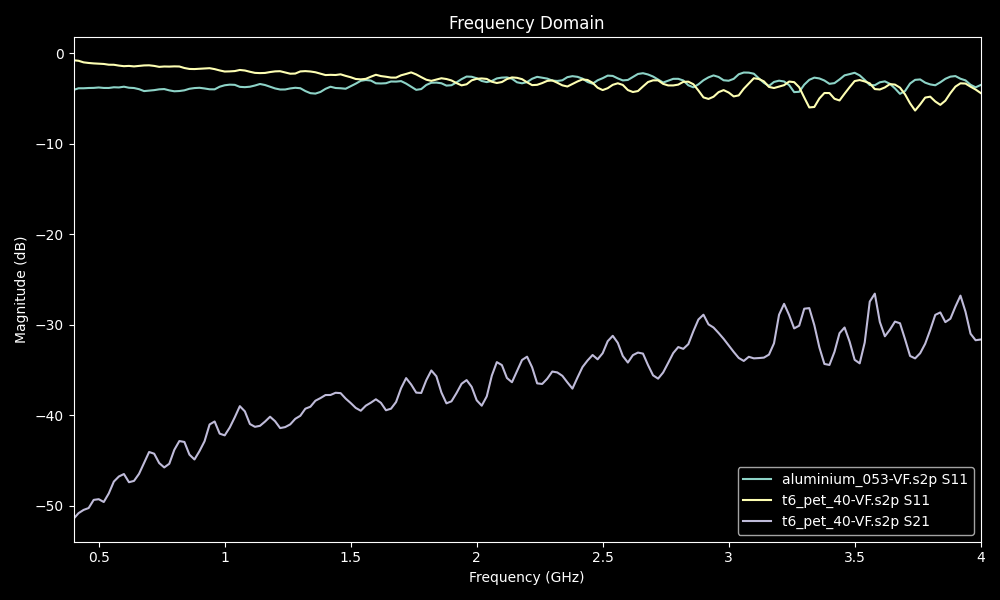 Frequency Domain
0
−10
−20
−30
−40
−50
Magnitude (dB)
aluminium_053-VF.s2p S11
t6_pet_40-VF.s2p S11
t6_pet_40-VF.s2p S21
0.5 1 1.5 2 2.5 3 3.5 4
Frequency (GHz)